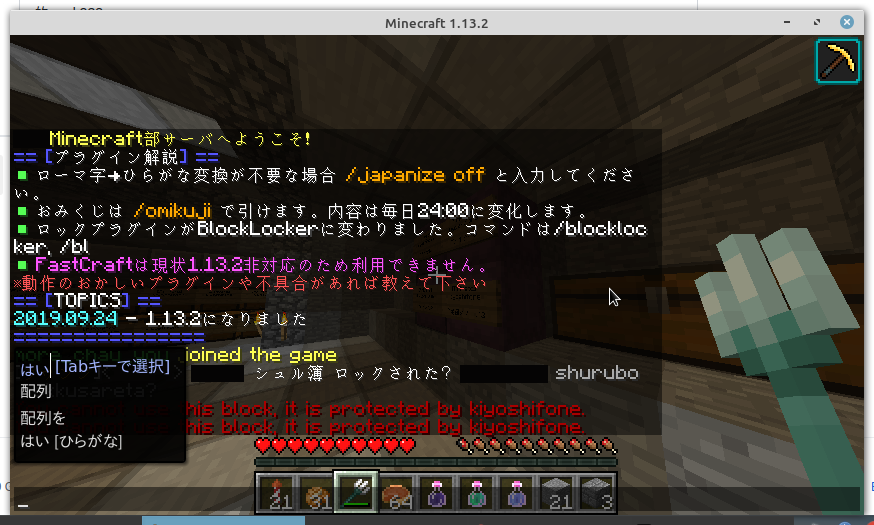 Minecraft 1.13.2
Minecraft部サーバへようこそ!
== [プラグイン解説] ==
■ ローマ字→ひらがな変換が不要な場合 /japanize off と入力してくださ
い。
■ おみくじは /omikuji で引けます。内容は毎日24:00に変化します。
■ ロックプラグインがBlockLockerに変わりました。コマンドは/blockloc
ker, /bl
■ FastCraftは現状1.13.2非対応のため利用できません。
※動作のおかしいプラグインや不具合があれば教えて下さい
== [TOPICS] ==
2019.09.24 - 1.13.2になりました
==================
joined the game
はい [Tabキーで選択]
シュル簿 ロックされた? shurubo
配列
kusareta?
配列を
this block, it is protected by kiyoshifone.
はい [ひらがな]
this block, it is protected by kiyoshifone.
21 31 64 21 3
_